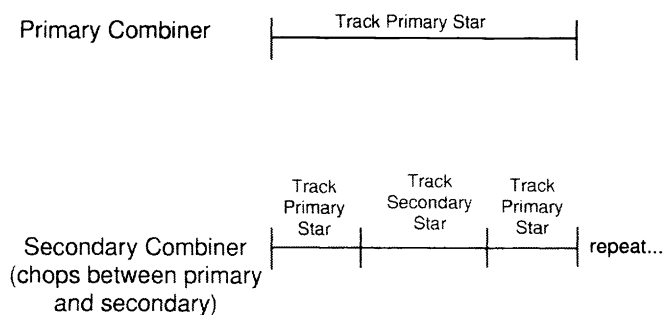 Primary Combiner
Track Primary Star
Track
Primary
Star
Track
Secondary
Star
Track
Primary
Star
Secondary Combiner
(chops between primary
and secondary)
repeat...